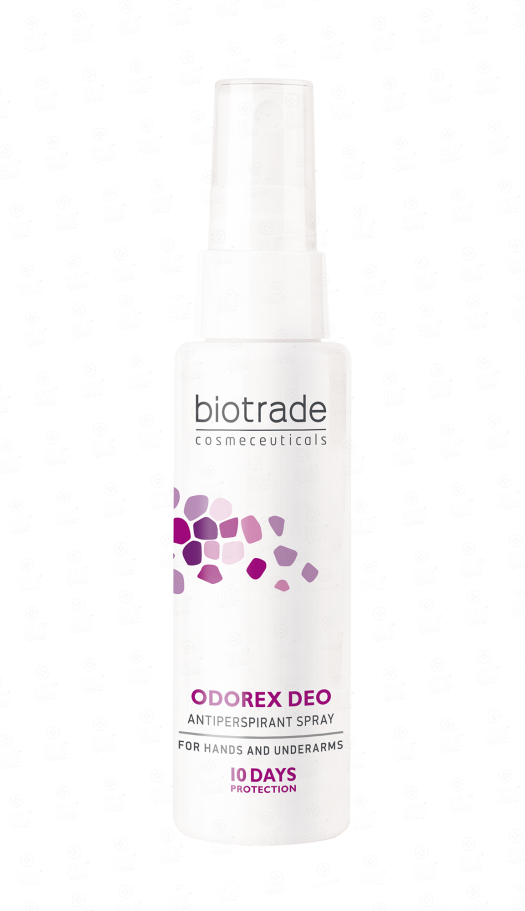 biotrade
cosmeceuticals
ODOREX DEO
ANTIPERSPIRANT SPRAY
FOR HANDS AND UNDERARMS
10 DAYS
PROTECTION